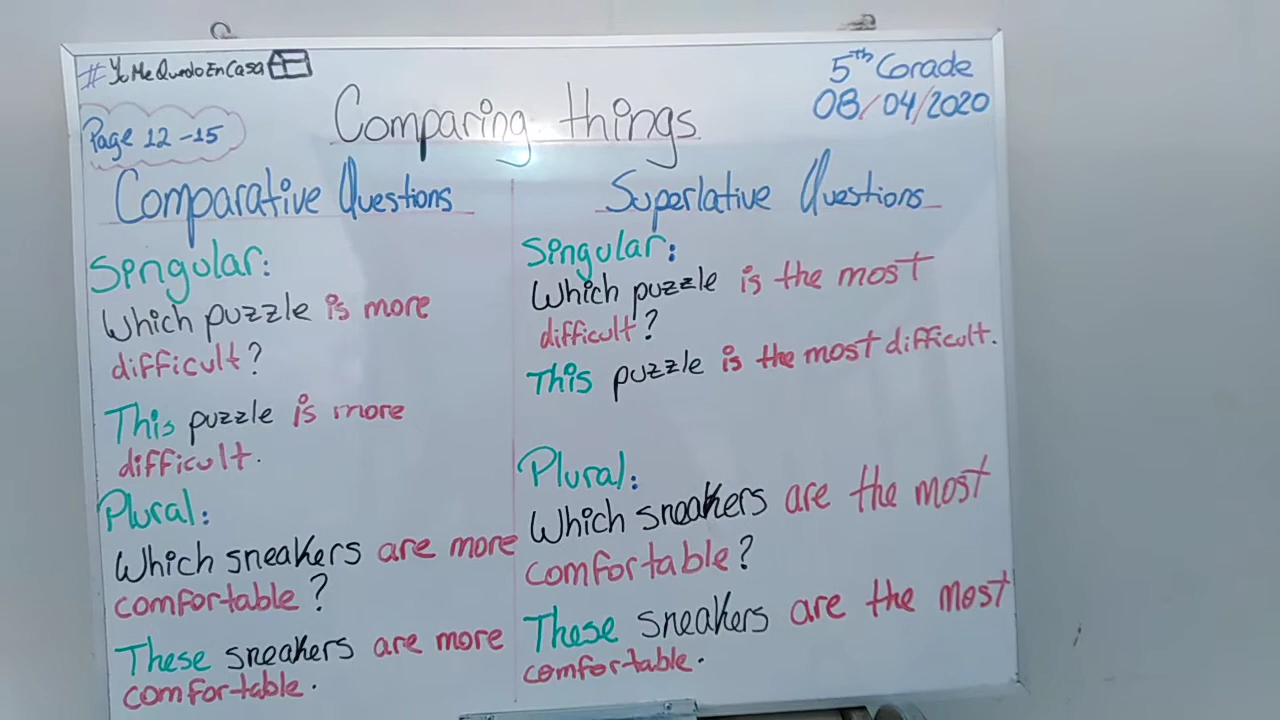 #YoMeQuedoEnCasa
5th Grade
08/04/2020
Page 12-15
Comparing things
Comparative Questions
Singular:
Which puzzle is more
difficult?
This puzzle is more
difficult.
Plural:
Which sneakers are more
comfortable?
These sneakers are more
comfortable.
Superlative Questions
Singular:
Which puzzle is the most
difficult?
This puzzle is the most difficult.
Plural:
Which sneakers are the most
comfortable?
These sneakers are the most
comfortable.